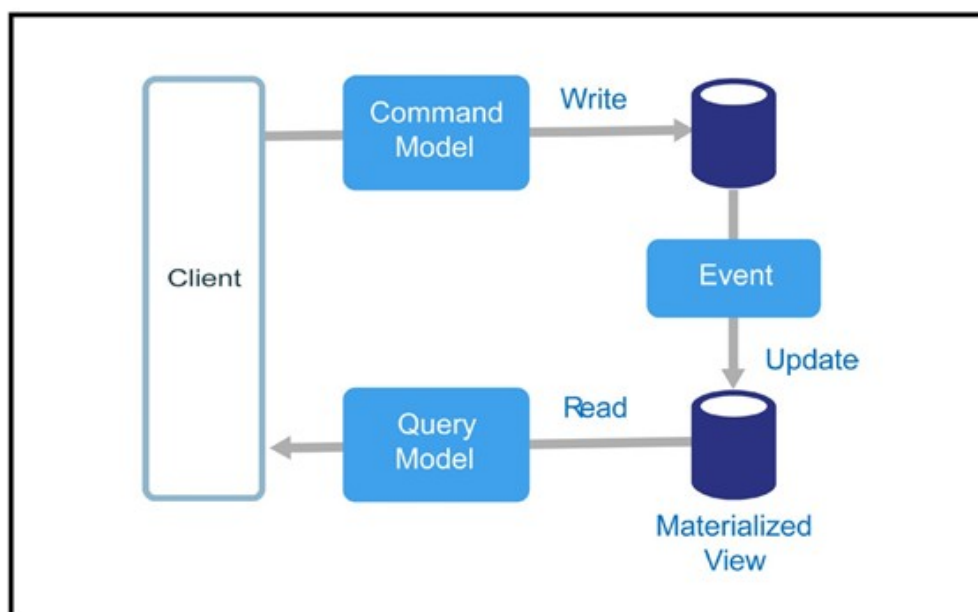 Command
Model
Write
Client
Event
Update
Query
Model
Read
Materialized
View